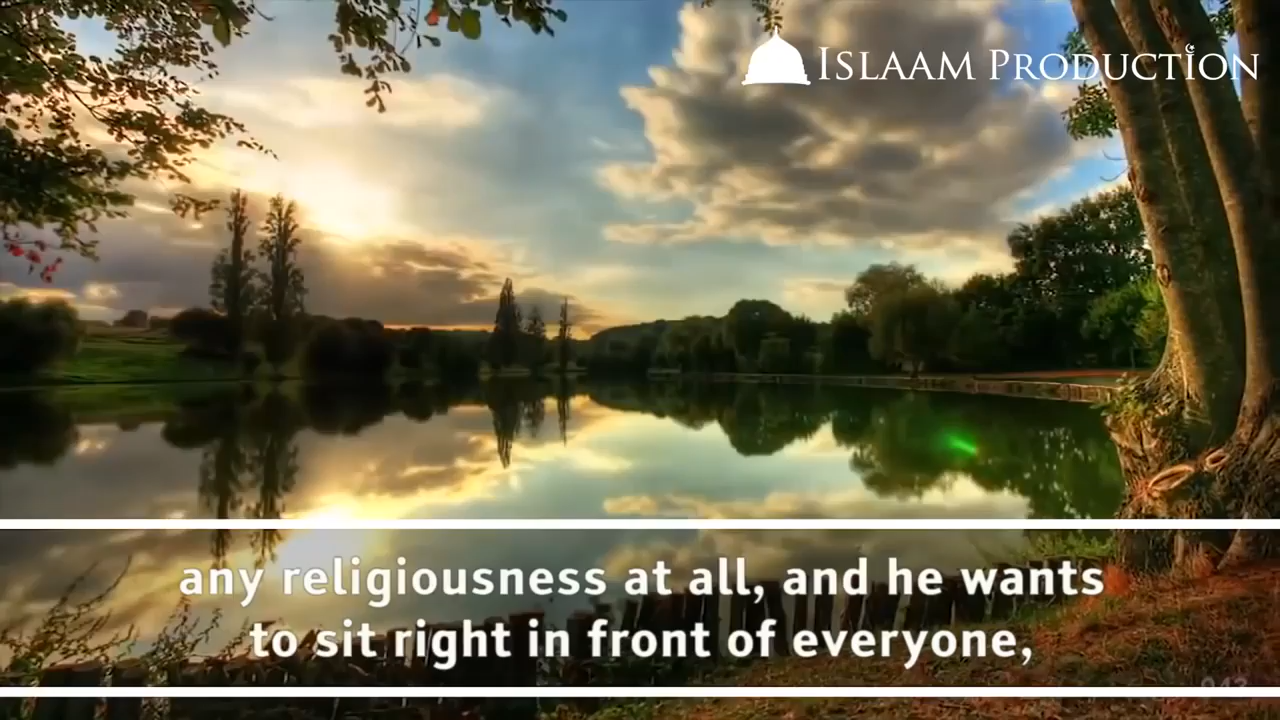 ISLAAM PRODUCTION
any religiousness at all, and he wants
to sit right in front of everyone,